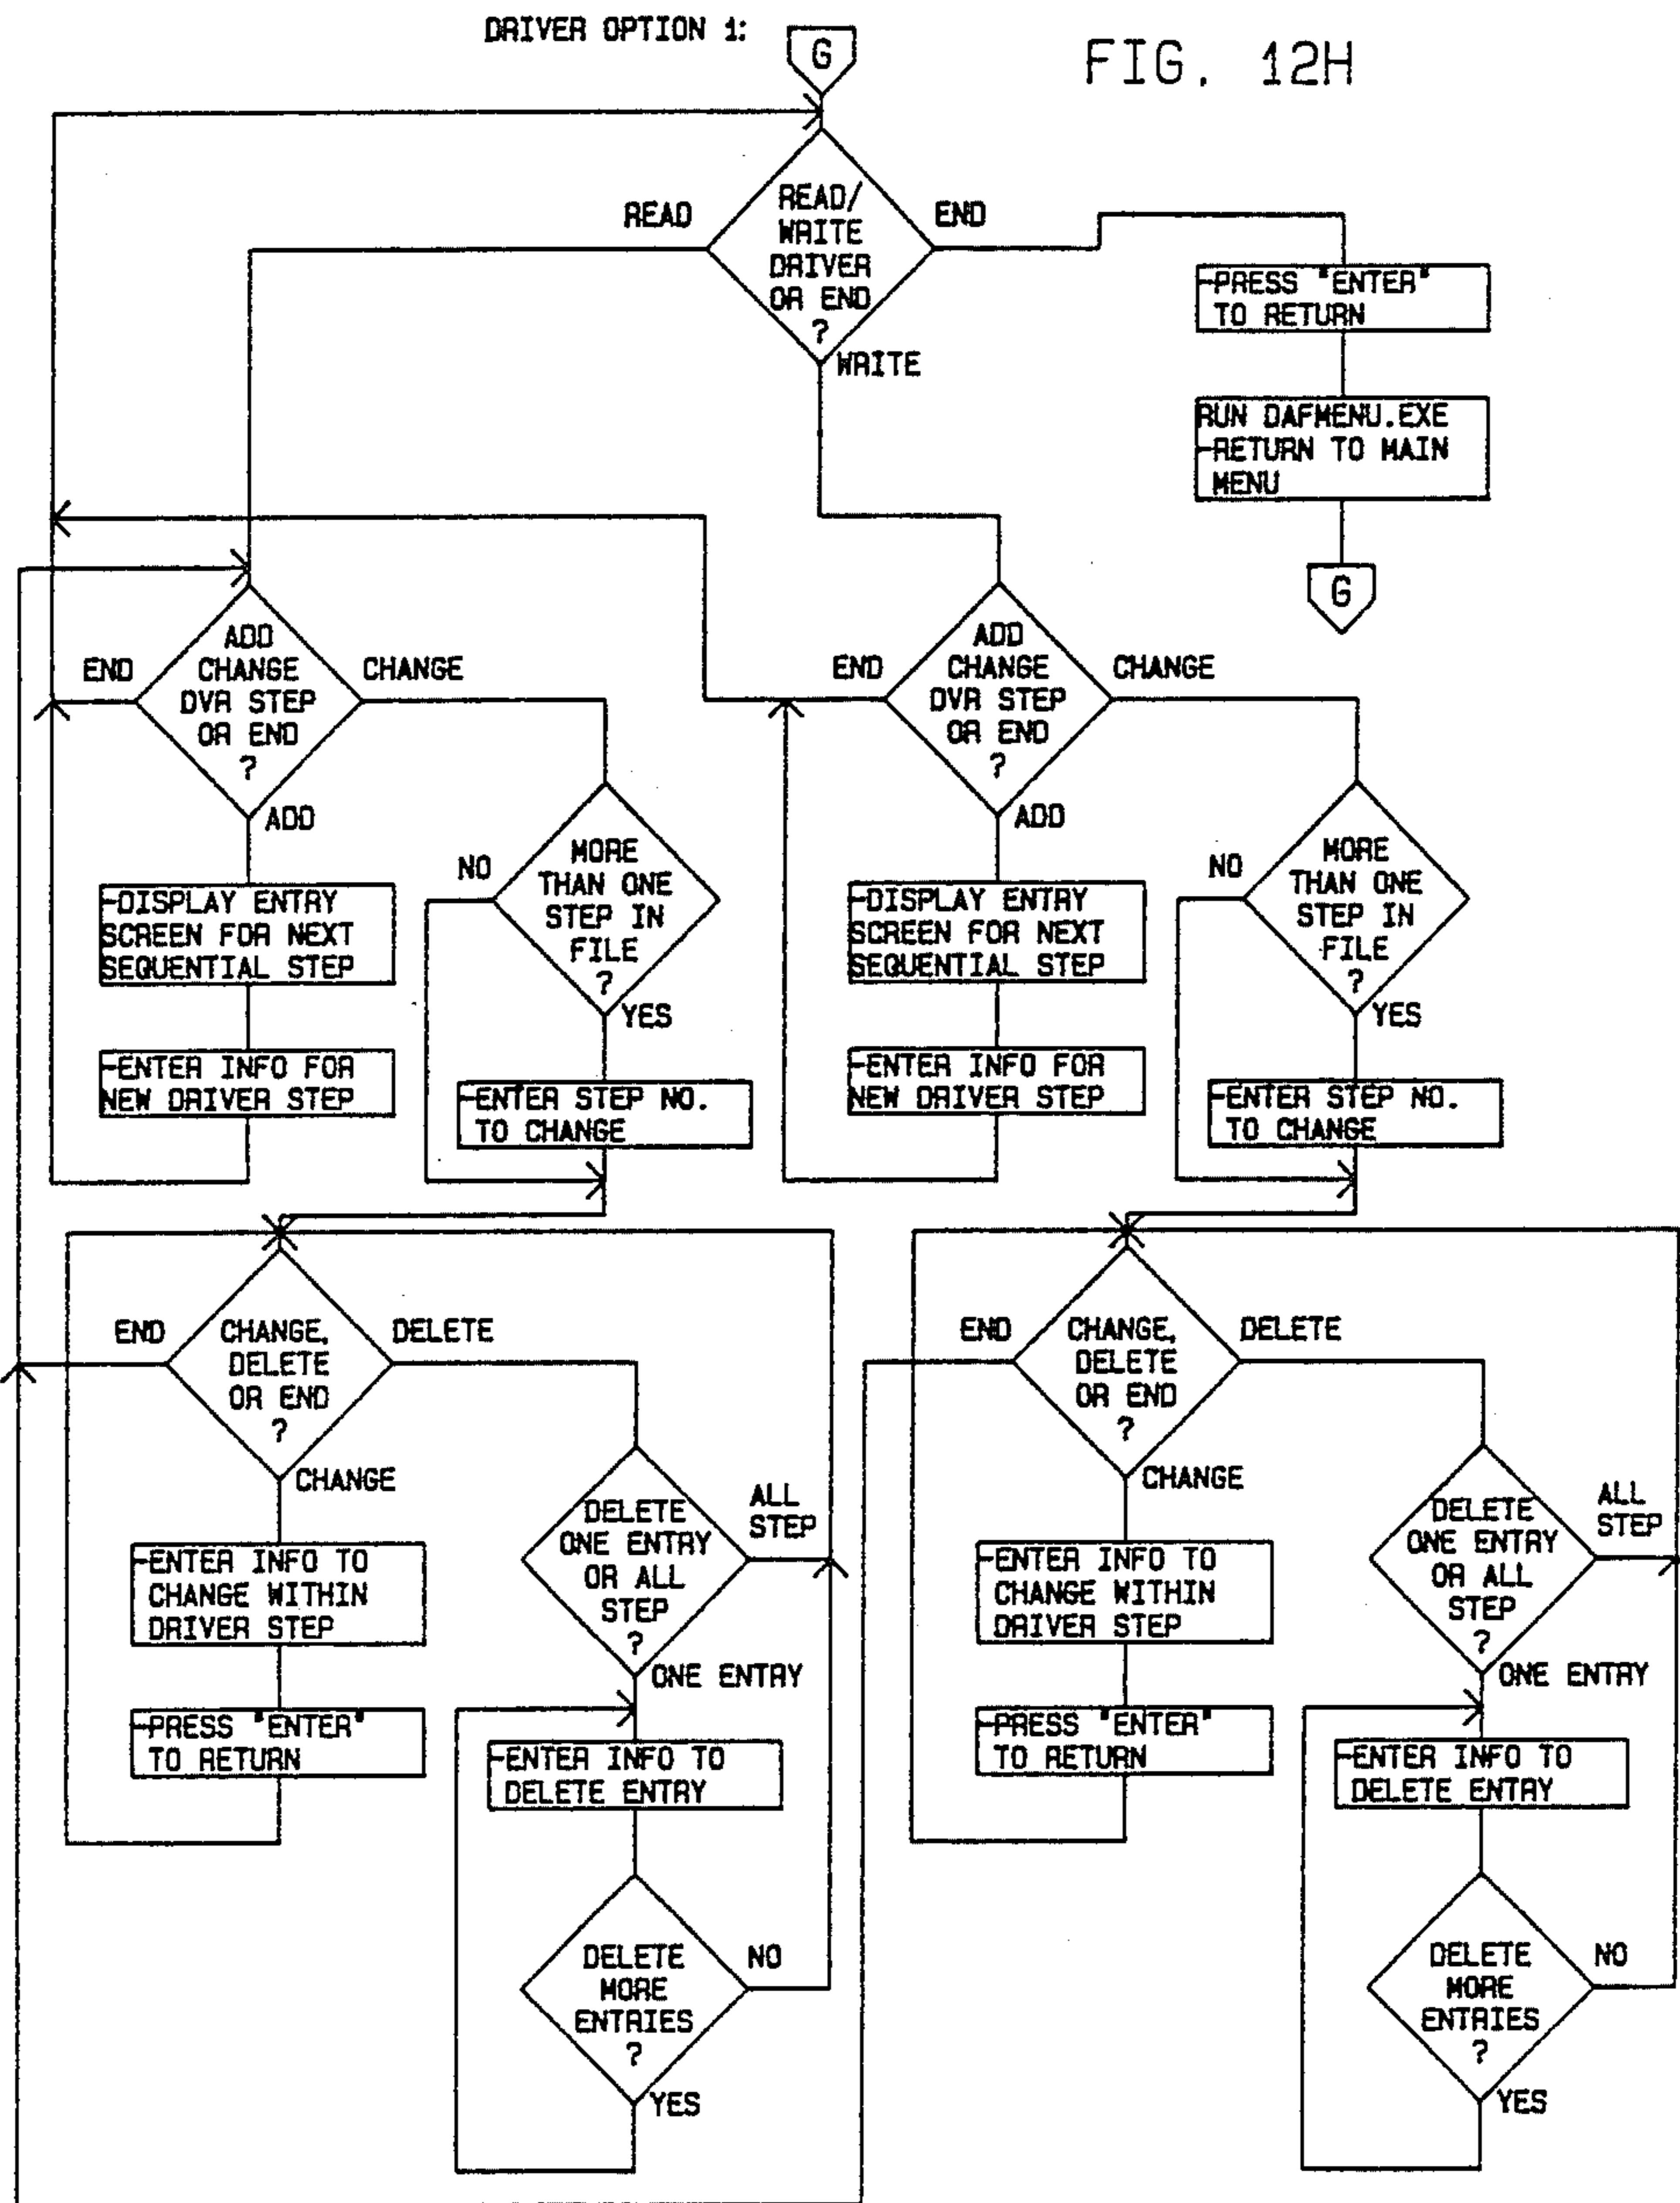 DRIVER OPTION 1:
G
FIG. 12H
READ/
WRITE
DRIVER
OR END
?
READ
END
WRITE
-PRESS "ENTER"
TO RETURN
RUN DAFMENU.EXE
-RETURN TO MAIN
MENU
G
ADD
CHANGE
DVR STEP
OR END
?
END
CHANGE
ADD
-DISPLAY ENTRY
SCREEN FOR NEXT
SEQUENTIAL STEP
-ENTER INFO FOR
NEW DRIVER STEP
MORE
THAN ONE
STEP IN
FILE
?
NO
YES
-ENTER STEP NO.
TO CHANGE
ADD
CHANGE
DVR STEP
OR END
?
END
CHANGE
ADD
-DISPLAY ENTRY
SCREEN FOR NEXT
SEQUENTIAL STEP
-ENTER INFO FOR
NEW DRIVER STEP
MORE
THAN ONE
STEP IN
FILE
?
NO
YES
-ENTER STEP NO.
TO CHANGE
CHANGE,
DELETE
OR END
?
END
DELETE
CHANGE
-ENTER INFO TO
CHANGE WITHIN
DRIVER STEP
-PRESS "ENTER"
TO RETURN
DELETE
ONE ENTRY
OR ALL
STEP
?
ALL
STEP
ONE ENTRY
-ENTER INFO TO
DELETE ENTRY
DELETE
MORE
ENTRIES
?
NO
YES
CHANGE,
DELETE
OR END
?
END
DELETE
CHANGE
-ENTER INFO TO
CHANGE WITHIN
DRIVER STEP
-PRESS "ENTER"
TO RETURN
DELETE
ONE ENTRY
OR ALL
STEP
?
ALL
STEP
ONE ENTRY
-ENTER INFO TO
DELETE ENTRY
DELETE
MORE
ENTRIES
?
NO
YES